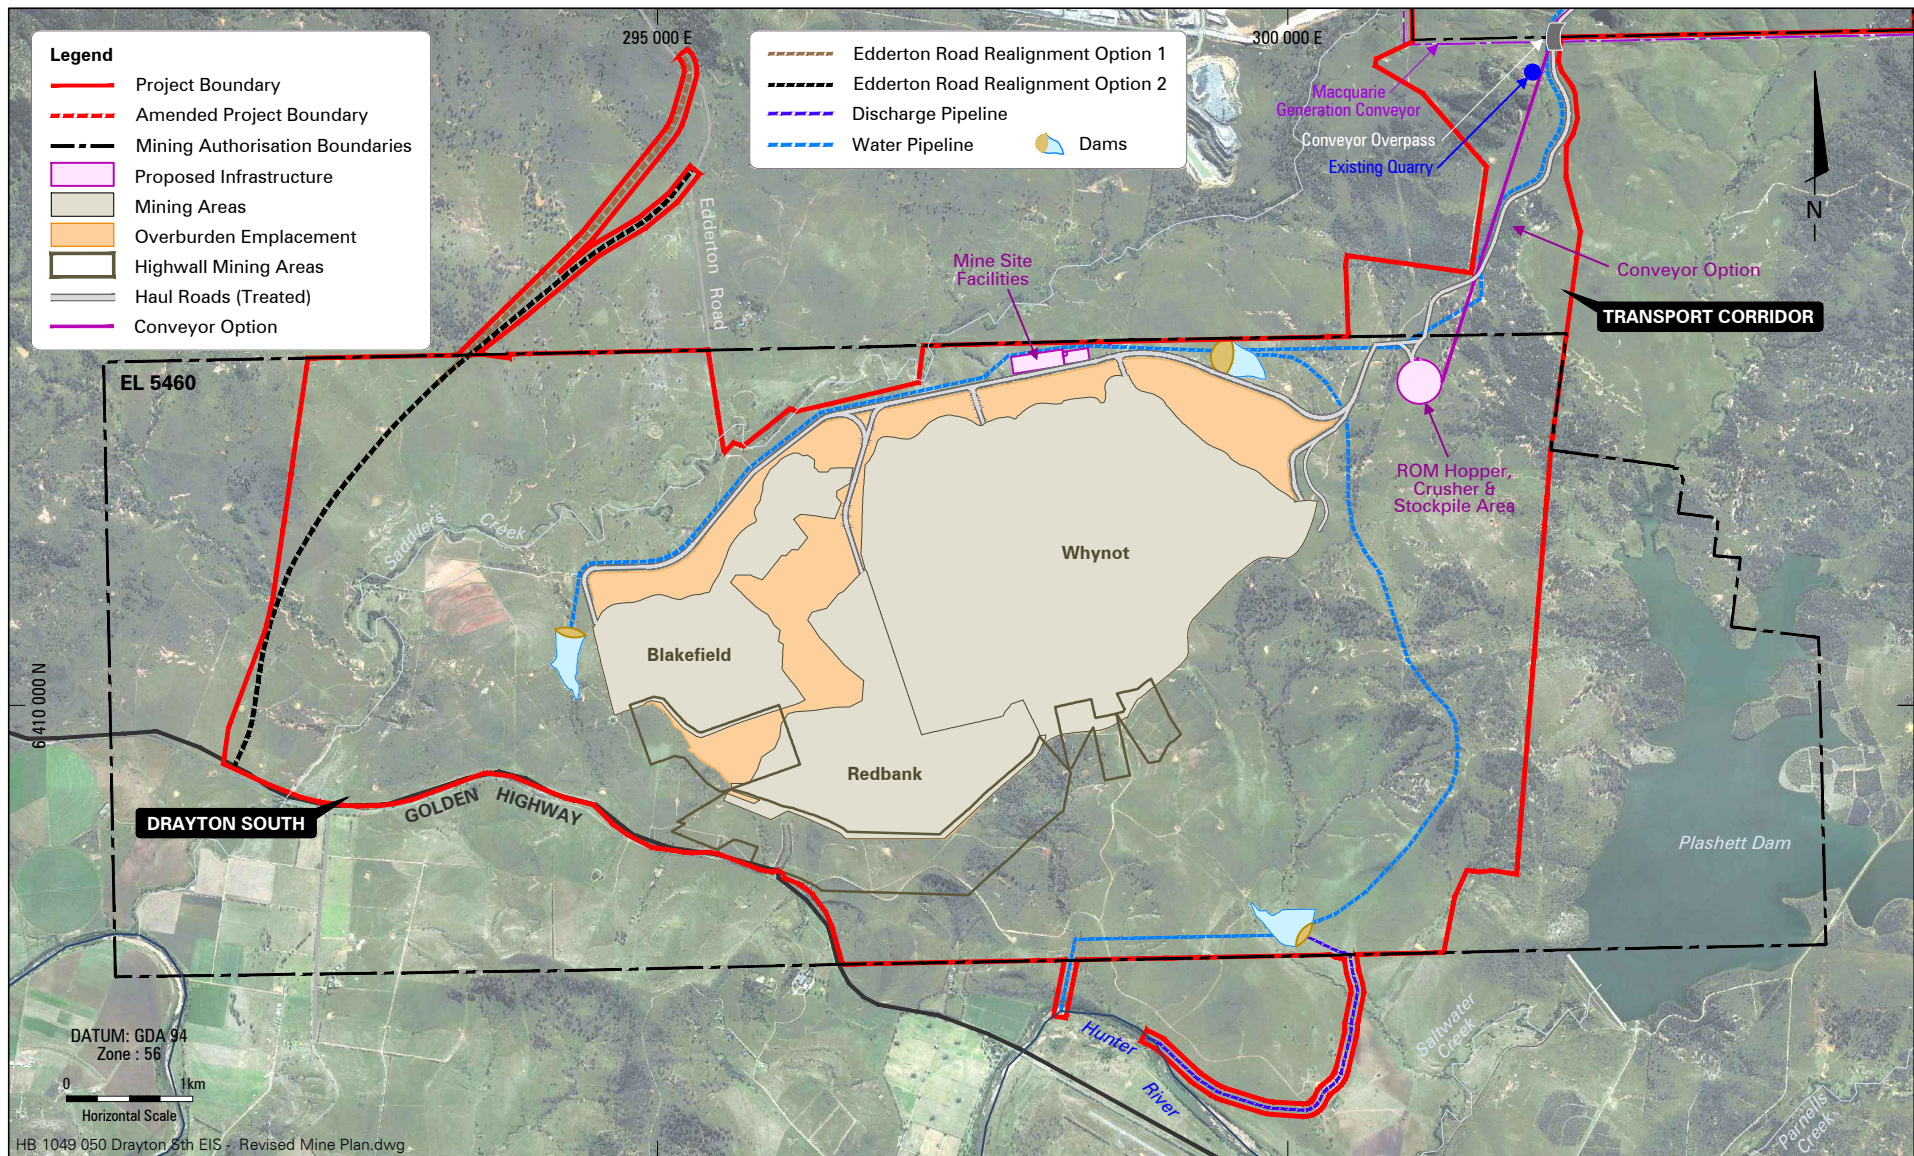 Legend
Project Boundary
Amended Project Boundary
Mining Authorisation Boundaries
Proposed Infrastructure
Mining Areas
Overburden Emplacement
Highwall Mining Areas
Haul Roads (Treated)
Conveyor Option
Edderton Road Realignment Option 1
Edderton Road Realignment Option 2
Discharge Pipeline
Water Pipeline
Dams
295 000 E
300 000 E
Macquarie
Generation Conveyor
Conveyor Overpass
Existing Quarry
N
Edderton Road
Mine Site
Facilities
Conveyor Option
TRANSPORT CORRIDOR
EL 5460
ROM Hopper,
Crusher &
Stockpile Area
Saddlers Creek
Whynot
Blakefield
6 410 000 N
Redbank
DRAYTON SOUTH
GOLDEN HIGHWAY
Plashett Dam
Hunter
River
Saltwater
Creek
Parnells
Creek
DATUM: GDA 94
Zone : 56
0 1km
Horizontal Scale
HB 1049 050 Drayton Sth EIS - Revised Mine Plan.dwg